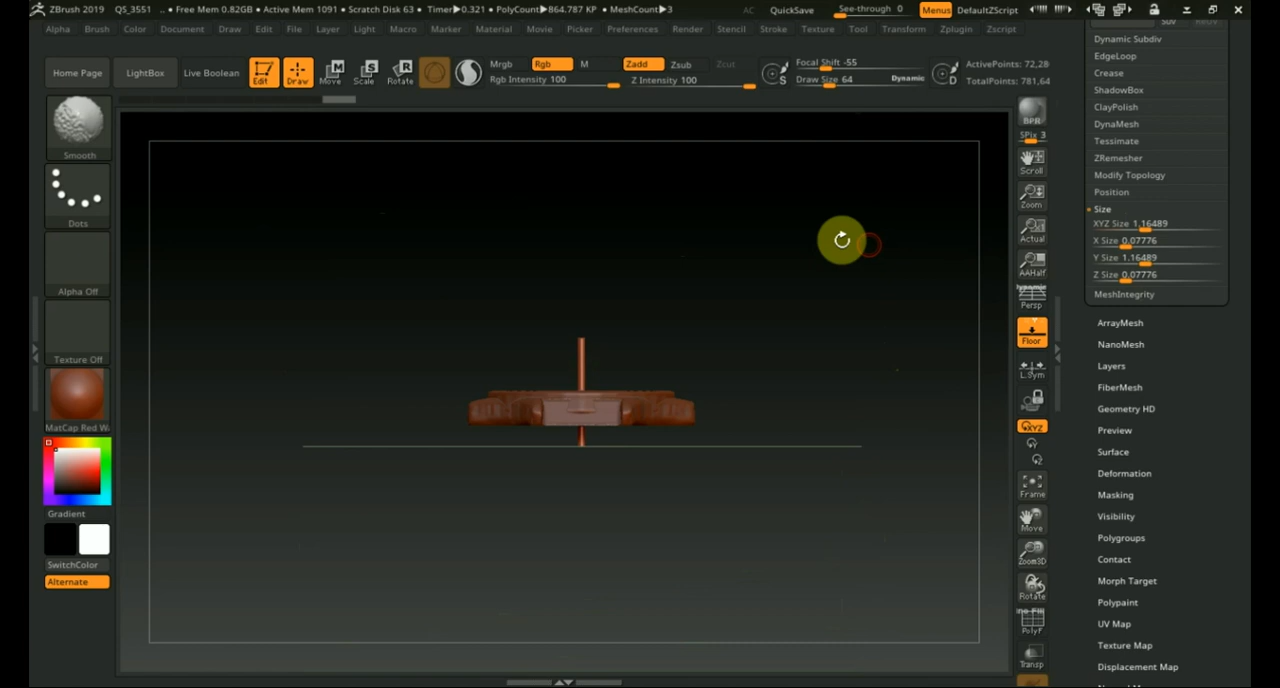 ZBrush 2019 QS_3551 .. • Free Mem 0.82GB • Active Mem 1091 • Scratch Disk 63 • Timer▶0.321 • PolyCount▶864.787 KP • MeshCount▶3 AC QuickSave See-through 0 Menus DefaultZScript
Alpha Brush Color Document Draw Edit File Layer Light Macro Marker Material Movie Picker Preferences Render Stencil Stroke Texture Tool Transform Zplugin Zscript
Home Page LightBox Live Boolean Edit Draw Move Scale Rotate
Mrgb Rgb M Zadd Zsub Zcut
Rgb Intensity 100 Z Intensity 100
S Focal Shift -55
Draw Size 64 Dynamic D
ActivePoints: 72,28
TotalPoints: 781,64
Smooth
Dots
Alpha Off
Texture Off
MatCap Red W
Gradient
SwitchColor
Alternate
BPR
SPix 3
Scroll
Zoom
Actual
AAHalf
Dynamic
Persp
Floor
L.Sym
XYZ
Frame
Move
Zoom3D
Rotate
PolyF
Transp
Dynamic Subdiv
EdgeLoop
Crease
ShadowBox
ClayPolish
DynaMesh
Tessimate
ZRemesher
Modify Topology
Position
Size
XYZ Size 1.16489
X Size 0.07776
Y Size 1.16489
Z Size 0.07776
MeshIntegrity
ArrayMesh
NanoMesh
Layers
FiberMesh
Geometry HD
Preview
Surface
Deformation
Masking
Visibility
Polygroups
Contact
Morph Target
Polypaint
UV Map
Texture Map
Displacement Map